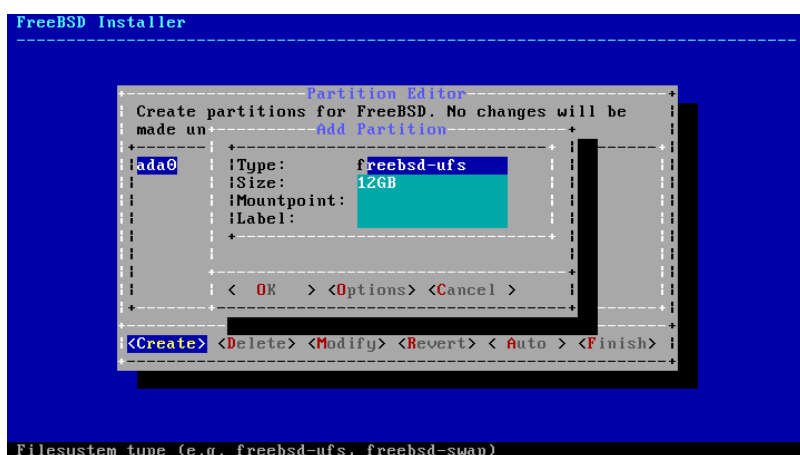 FreeBSD Installer
Partition Editor
Create partitions for FreeBSD. No changes will be
made un
Add Partition
ada0
Type: freebsd-ufs
Size: 12GB
Mountpoint:
Label:
< OK > <Options> <Cancel >
<Create> <Delete> <Modify> <Revert> < Auto > <Finish>
Filesystem type (e.g. freebsd-ufs, freebsd-swap)